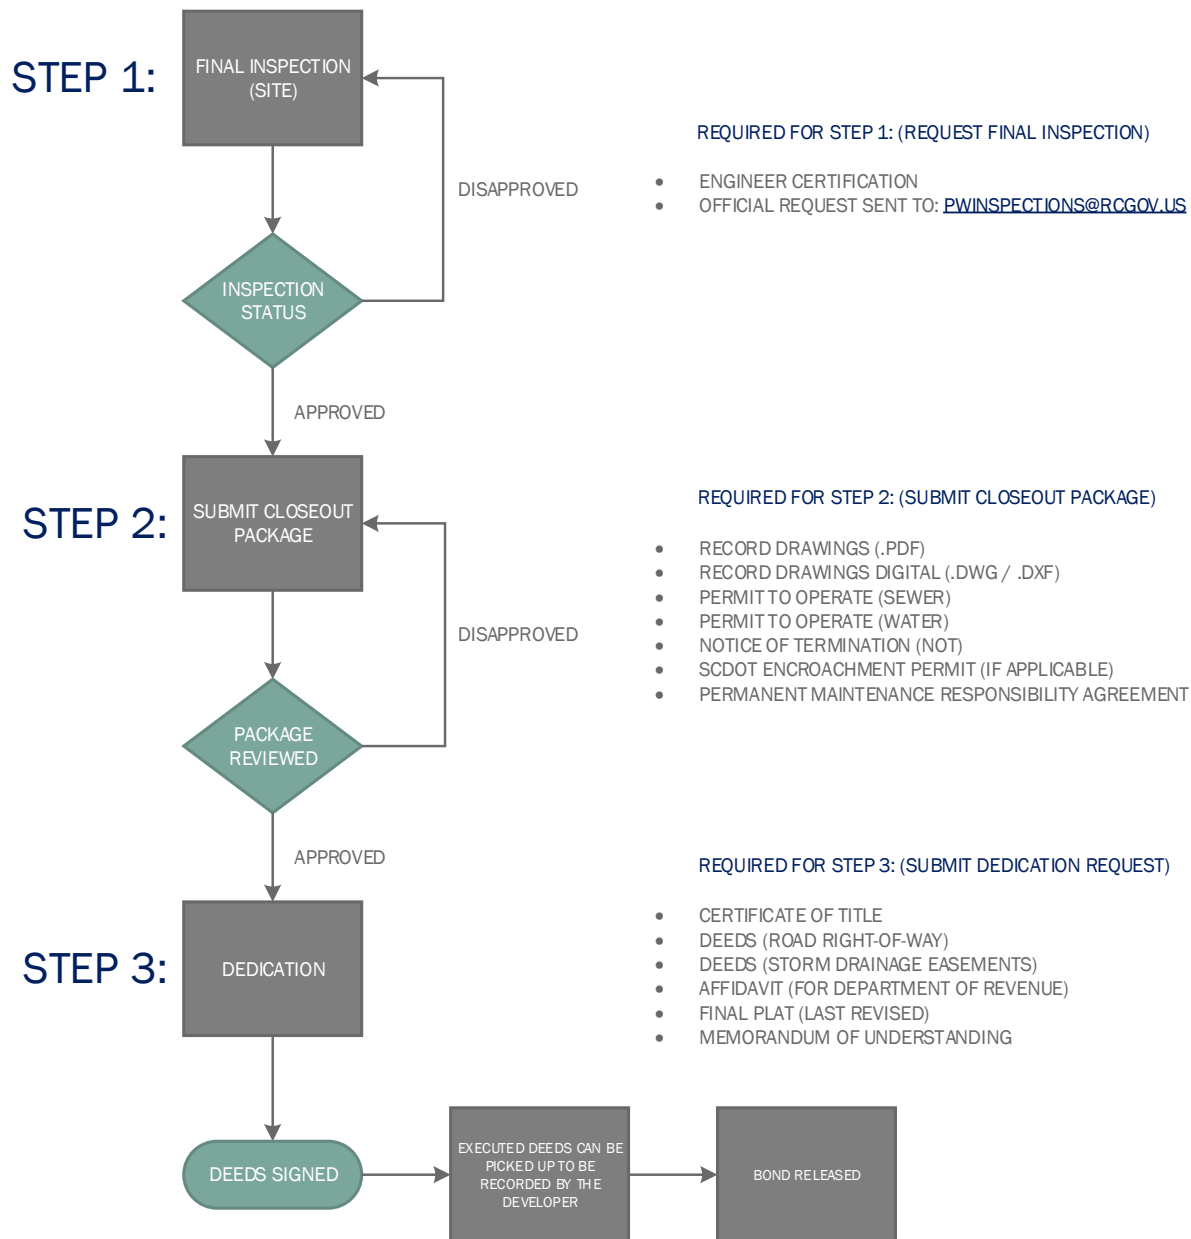 STEP 1:
FINAL INSPECTION
(SITE)
DISAPPROVED
INSPECTION
STATUS
APPROVED
REQUIRED FOR STEP 1: (REQUEST FINAL INSPECTION)
• ENGINEER CERTIFICATION
• OFFICIAL REQUEST SENT TO: PWINSPECTIONS@RCGOV.US
STEP 2:
SUBMIT CLOSEOUT
PACKAGE
DISAPPROVED
PACKAGE
REVIEWED
APPROVED
REQUIRED FOR STEP 2: (SUBMIT CLOSEOUT PACKAGE)
• RECORD DRAWINGS (.PDF)
• RECORD DRAWINGS DIGITAL (.DWG / .DXF)
• PERMIT TO OPERATE (SEWER)
• PERMIT TO OPERATE (WATER)
• NOTICE OF TERMINATION (NOT)
• SCDOT ENCROACHMENT PERMIT (IF APPLICABLE)
• PERMANENT MAINTENANCE RESPONSIBILITY AGREEMENT
STEP 3:
DEDICATION
REQUIRED FOR STEP 3: (SUBMIT DEDICATION REQUEST)
• CERTIFICATE OF TITLE
• DEEDS (ROAD RIGHT-OF-WAY)
• DEEDS (STORM DRAINAGE EASEMENTS)
• AFFIDAVIT (FOR DEPARTMENT OF REVENUE)
• FINAL PLAT (LAST REVISED)
• MEMORANDUM OF UNDERSTANDING
DEEDS SIGNED
EXECUTED DEEDS CAN BE
PICKED UP TO BE
RECORDED BY THE
DEVELOPER
BOND RELEASED